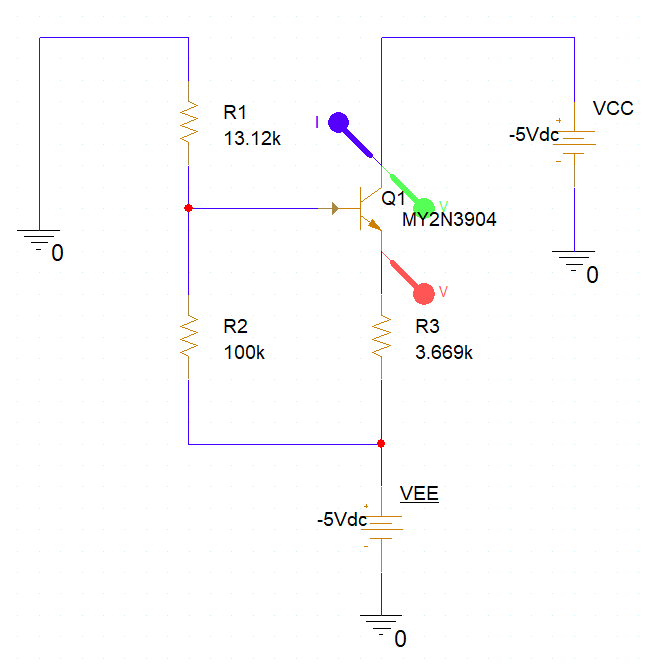 R1
13.12k
I
VCC
-5Vdc
+
-
Q1
V
MY2N3904
0
0
V
R2
100k
R3
3.669k
VEE
-5Vdc
+
-
0